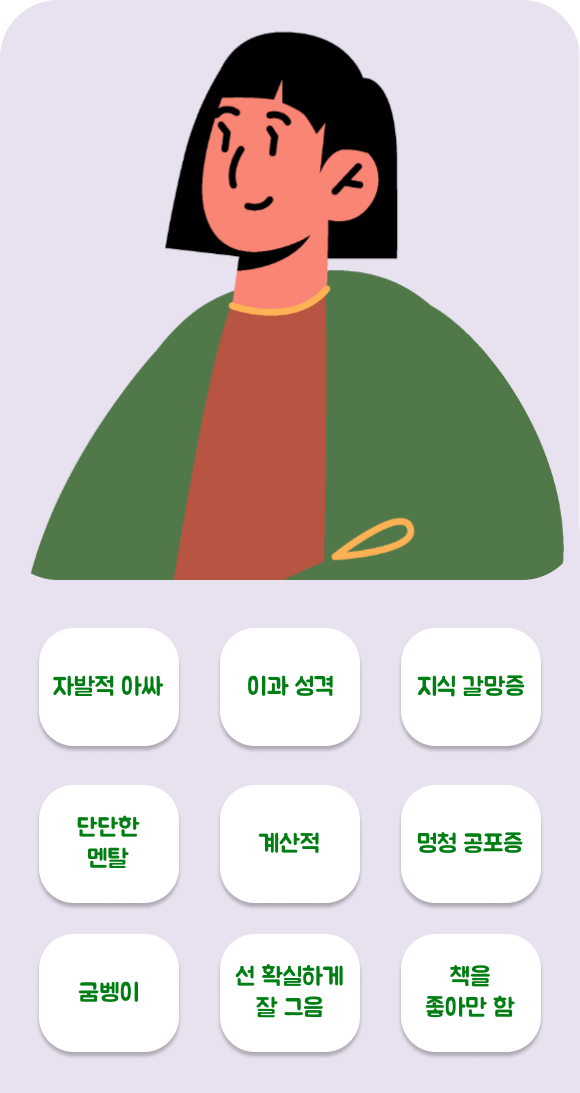 자발적 아싸
이과 성격
지식 갈망증
단단한
멘탈
계산적
멍청 공포증
굼벵이
선 확실하게
잘 그음
책을
좋아만 함